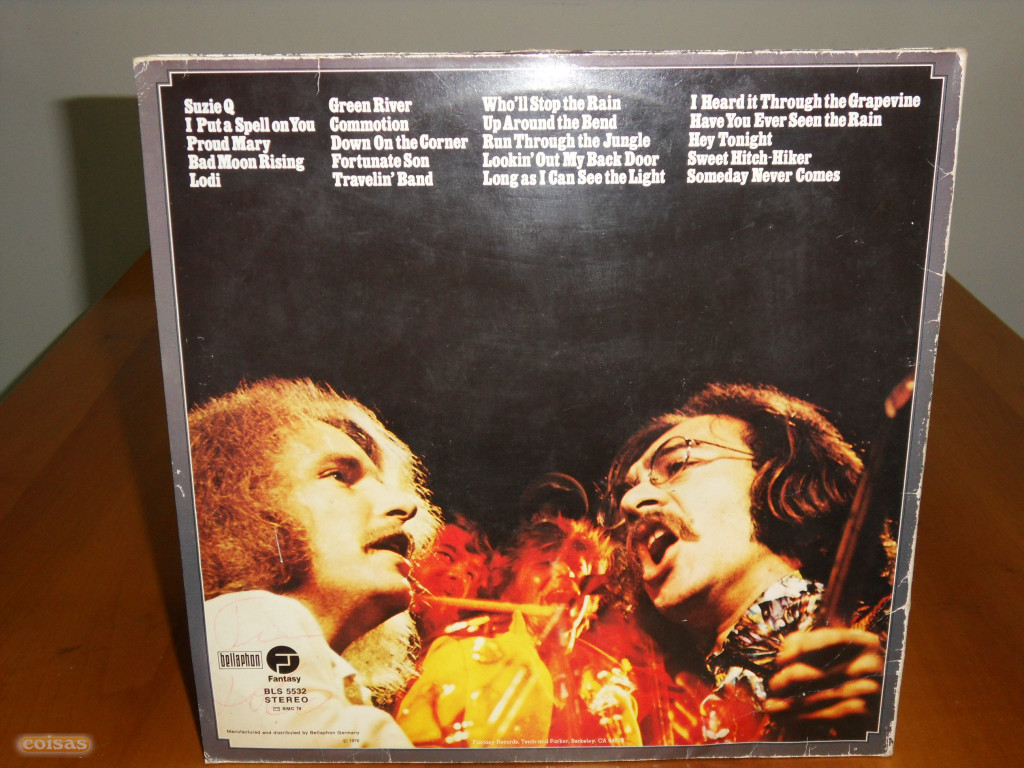 Suzie Q
I Put a Spell on You
Proud Mary
Bad Moon Rising
Lodi
Green River
Commotion
Down On the Corner
Fortunate Son
Travelin' Band
Who'll Stop the Rain
Up Around the Bend
Run Through the Jungle
Lookin' Out My Back Door
Long as I Can See the Light
I Heard it Through the Grapevine
Have You Ever Seen the Rain
Hey Tonight
Sweet Hitch-Hiker
Someday Never Comes
bellaphon
Fantasy
BLS 5532
STEREO
Manufactured and distributed by Bellaphon Germany
Fantasy Records, Tenth and Parker, Berkeley, CA
coisas